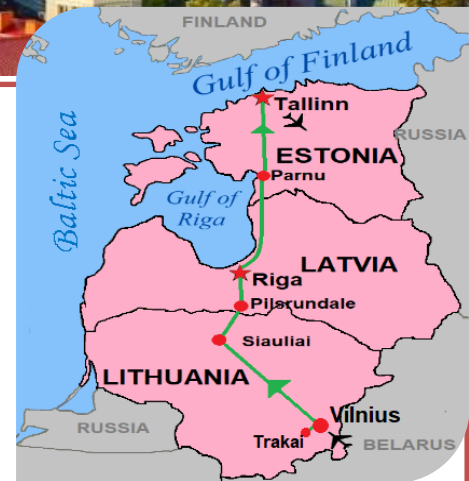 FINLAND
Gulf of Finland
Tallinn
RUSSIA
ESTONIA
Parnu
Baltic Sea
Gulf of
Riga
LATVIA
Riga
Pilsrundale
Siauliai
LITHUANIA
Vilnius
RUSSIA
Trakai
BELARUS